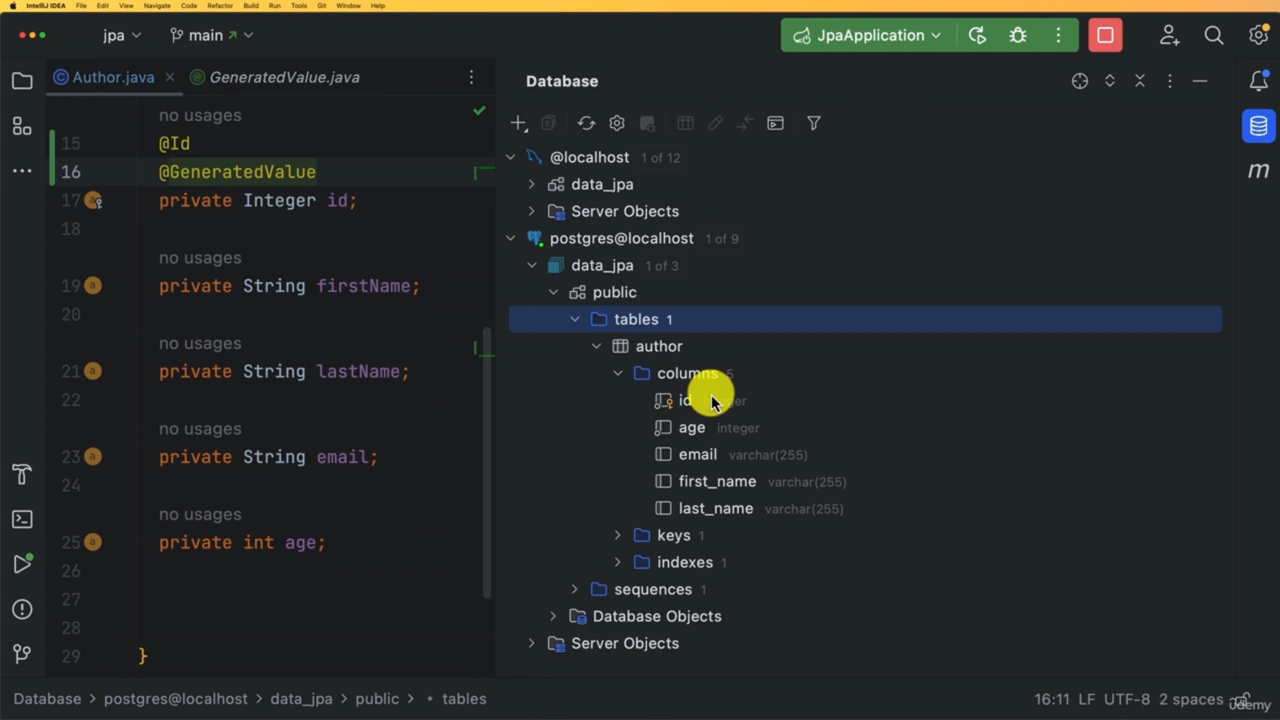 IntelliJ IDEA File Edit View Navigate Code Refactor Build Run Tools Git Window Help
jpa main JpaApplication
Author.java GeneratedValue.java
no usages
15 @Id
16 @GeneratedValue
17 private Integer id;
18
no usages
19 private String firstName;
20
no usages
21 private String lastName;
22
no usages
23 private String email;
24
no usages
25 private int age;
26
27
28
29 }
Database
@localhost 1 of 12
data_jpa
Server Objects
postgres@localhost 1 of 9
data_jpa 1 of 3
public
tables 1
author
columns 5
id
age integer
email varchar(255)
first_name varchar(255)
last_name varchar(255)
keys 1
indexes 1
sequences 1
Database Objects
Server Objects
m
Database > postgres@localhost > data_jpa > public > tables
16:11 LF UTF-8 2 spaces
udemy